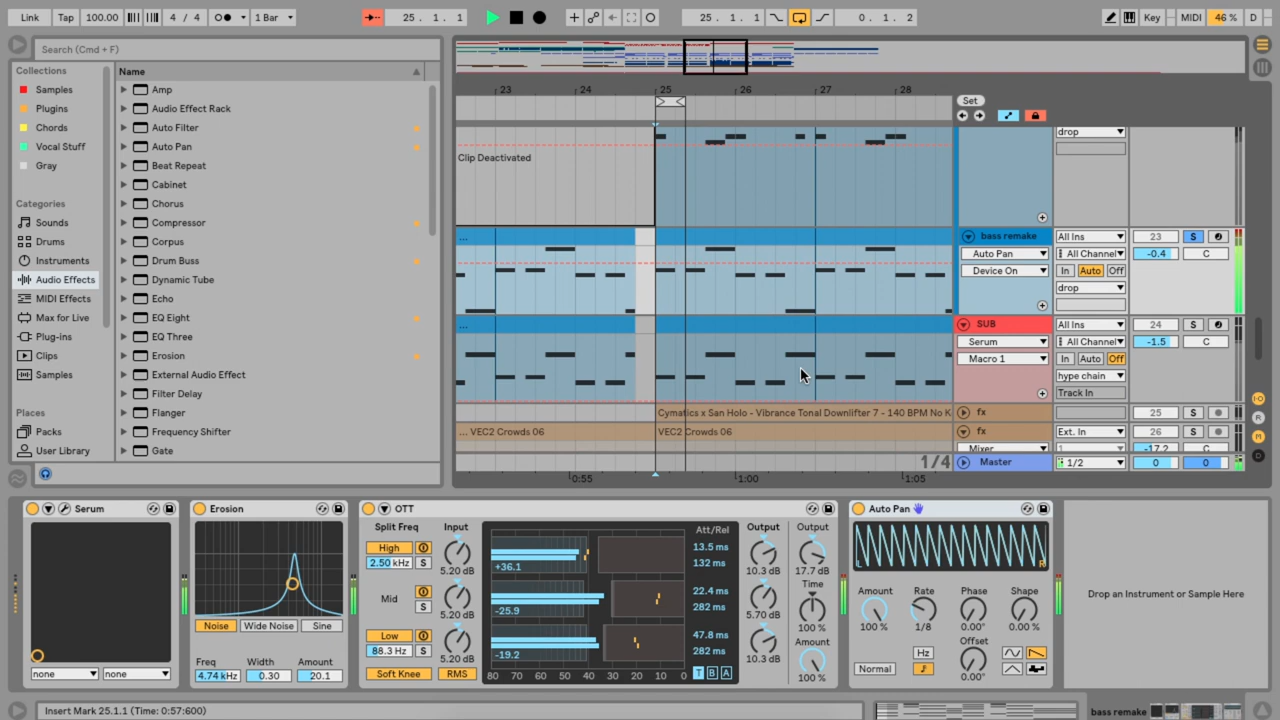 Link Tap 100.00 4 / 4 1 Bar 25 . 1 . 1 25 . 1 . 1 0 . 1 . 2 Key MIDI 46 % D
Search (Cmd + F)
Collections
Samples
Plugins
Chords
Vocal Stuff
Gray
Categories
Sounds
Drums
Instruments
Audio Effects
MIDI Effects
Max for Live
Plug-ins
Clips
Samples
Places
Packs
User Library
Name
Amp
Audio Effect Rack
Auto Filter
Auto Pan
Beat Repeat
Cabinet
Chorus
Compressor
Corpus
Drum Buss
Dynamic Tube
Echo
EQ Eight
EQ Three
Erosion
External Audio Effect
Filter Delay
Flanger
Frequency Shifter
Gate
23 24 25 26 27 28
Set
Clip Deactivated
drop
...
bass remake All Ins 23 S
Auto Pan All Channel -0.4 C
Device On In Auto Off
drop
...
SUB All Ins 24 S
Serum All Channel -1.5 C
Macro 1 In Auto Off
hype chain
Track In
Cymatics x San Holo - Vibrance Tonal Downlifter 7 - 140 BPM No K fx 25 S
... VEC2 Crowds 06 VEC2 Crowds 06 fx Ext. In 26 S
Mixer 1 -17.2 C
1/4 Master 1/2 0 0
0:55 1:00 1:05
Serum
none none
Erosion
Noise Wide Noise Sine
Freq Width Amount
4.74 kHz 0.30 20.1
OTT
Split Freq Input Att/Rel Output Output
High 13.5 ms
2.50 kHz S 5.20 dB +36.1 132 ms 10.3 dB 17.7 dB
Mid 22.4 ms Time
S 5.20 dB -25.9 282 ms 5.70 dB 100 %
Low 47.8 ms Amount
88.3 Hz S 5.20 dB -19.2 282 ms 10.3 dB
Soft Knee RMS 80 70 60 50 40 30 20 10 0 T B A 100 %
Auto Pan
L R
Amount Rate Phase Shape
100 % 1/8 0.00° 0.00 %
Hz Offset
Normal 0.00°
Drop an Instrument or Sample Here
Insert Mark 25.1.1 (Time: 0:57:600)
bass remake